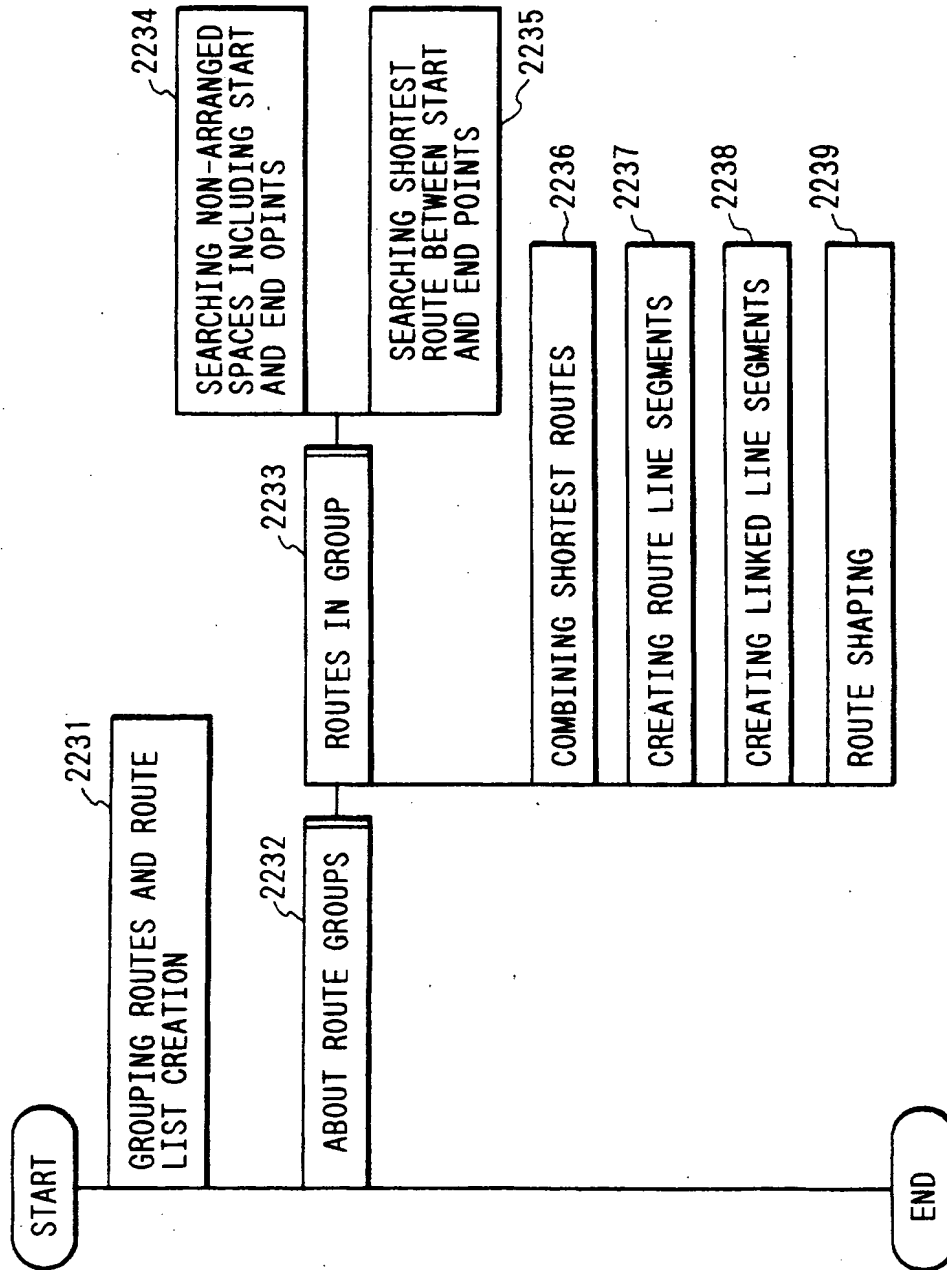 START
2231
GROUPING ROUTES AND ROUTE
LIST CREATION
2232
ABOUT ROUTE GROUPS
2233
ROUTES IN GROUP
2234
SEARCHING NON-ARRANGED
SPACES INCLUDING START
AND END OPINTS
2235
SEARCHING SHORTEST
ROUTE BETWEEN START
AND END POINTS
2236
COMBINING SHORTEST ROUTES
2237
CREATING ROUTE LINE SEGMENTS
2238
CREATING LINKED LINE SEGMENTS
2239
ROUTE SHAPING
END